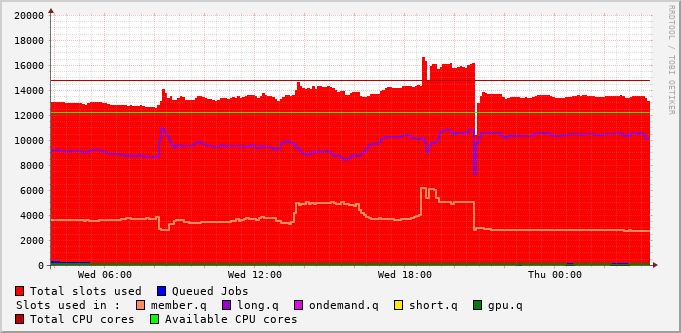 20000
18000
16000
14000
12000
10000
8000
6000
4000
2000
0
Wed 06:00 Wed 12:00 Wed 18:00 Thu 00:00
RRDTOOL / TOBI OETIKER
Total slots used Queued Jobs
Slots used in : member.q long.q ondemand.q short.q gpu.q
Total CPU cores Available CPU cores